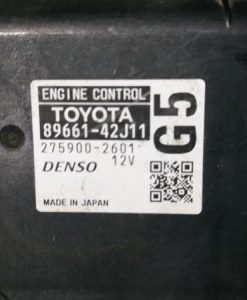 ENGINE CONTROL
TOYOTA
89661-42J11
275900-2601
DENSO 12V
MADE IN JAPAN
G5